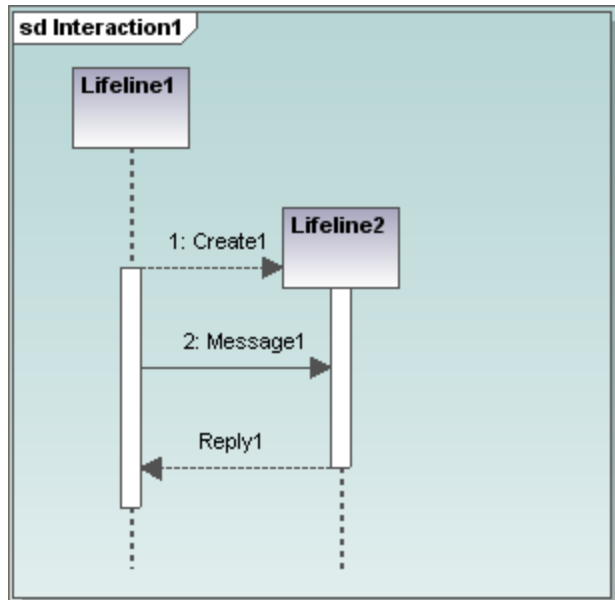 sd Interaction1
Lifeline1
Lifeline2
1: Create1
2: Message1
Reply1